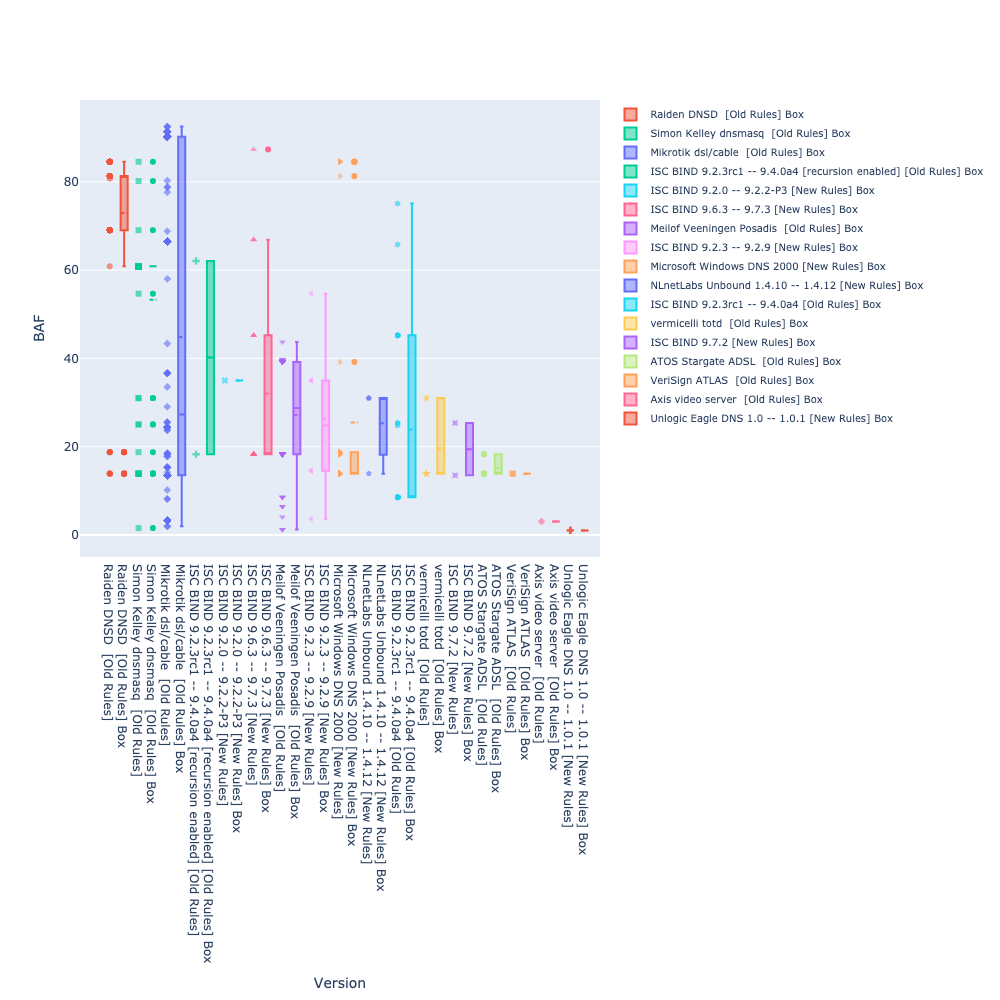 80
60
40
20
0
BAF
Raiden DNSD  [Old Rules]
Raiden DNSD  [Old Rules] Box
Simon Kelley dnsmasq  [Old Rules]
Simon Kelley dnsmasq  [Old Rules] Box
Mikrotik dsl/cable  [Old Rules]
Mikrotik dsl/cable  [Old Rules] Box
ISC BIND 9.2.3rc1 -- 9.4.0a4 [recursion enabled] [Old Rules]
ISC BIND 9.2.3rc1 -- 9.4.0a4 [recursion enabled] [Old Rules] Box
ISC BIND 9.2.0 -- 9.2.2-P3 [New Rules]
ISC BIND 9.2.0 -- 9.2.2-P3 [New Rules] Box
ISC BIND 9.6.3 -- 9.7.3 [New Rules]
ISC BIND 9.6.3 -- 9.7.3 [New Rules] Box
Meilof Veeningen Posadis  [Old Rules]
Meilof Veeningen Posadis  [Old Rules] Box
ISC BIND 9.2.3 -- 9.2.9 [New Rules]
ISC BIND 9.2.3 -- 9.2.9 [New Rules] Box
Microsoft Windows DNS 2000 [New Rules]
Microsoft Windows DNS 2000 [New Rules] Box
NLnetLabs Unbound 1.4.10 -- 1.4.12 [New Rules]
NLnetLabs Unbound 1.4.10 -- 1.4.12 [New Rules] Box
ISC BIND 9.2.3rc1 -- 9.4.0a4 [Old Rules]
ISC BIND 9.2.3rc1 -- 9.4.0a4 [Old Rules] Box
vermicelli totd  [Old Rules]
vermicelli totd  [Old Rules] Box
ISC BIND 9.7.2 [New Rules]
ISC BIND 9.7.2 [New Rules] Box
ATOS Stargate ADSL  [Old Rules]
ATOS Stargate ADSL  [Old Rules] Box
VeriSign ATLAS  [Old Rules]
VeriSign ATLAS  [Old Rules] Box
Axis video server  [Old Rules]
Axis video server  [Old Rules] Box
Unlogic Eagle DNS 1.0 -- 1.0.1 [New Rules]
Unlogic Eagle DNS 1.0 -- 1.0.1 [New Rules] Box
Version
Raiden DNSD  [Old Rules] Box
Simon Kelley dnsmasq  [Old Rules] Box
Mikrotik dsl/cable  [Old Rules] Box
ISC BIND 9.2.3rc1 -- 9.4.0a4 [recursion enabled] [Old Rules] Box
ISC BIND 9.2.0 -- 9.2.2-P3 [New Rules] Box
ISC BIND 9.6.3 -- 9.7.3 [New Rules] Box
Meilof Veeningen Posadis  [Old Rules] Box
ISC BIND 9.2.3 -- 9.2.9 [New Rules] Box
Microsoft Windows DNS 2000 [New Rules] Box
NLnetLabs Unbound 1.4.10 -- 1.4.12 [New Rules] Box
ISC BIND 9.2.3rc1 -- 9.4.0a4 [Old Rules] Box
vermicelli totd  [Old Rules] Box
ISC BIND 9.7.2 [New Rules] Box
ATOS Stargate ADSL  [Old Rules] Box
VeriSign ATLAS  [Old Rules] Box
Axis video server  [Old Rules] Box
Unlogic Eagle DNS 1.0 -- 1.0.1 [New Rules] Box